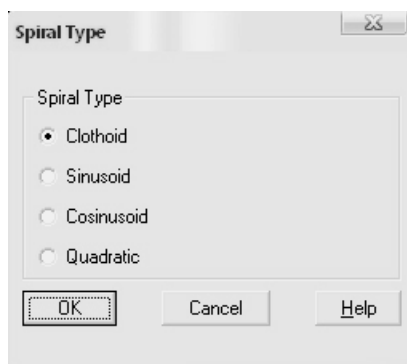 Spiral Type
Spiral Type
Clothoid
Sinusoid
Cosinusoid
Quadratic
OK Cancel Help